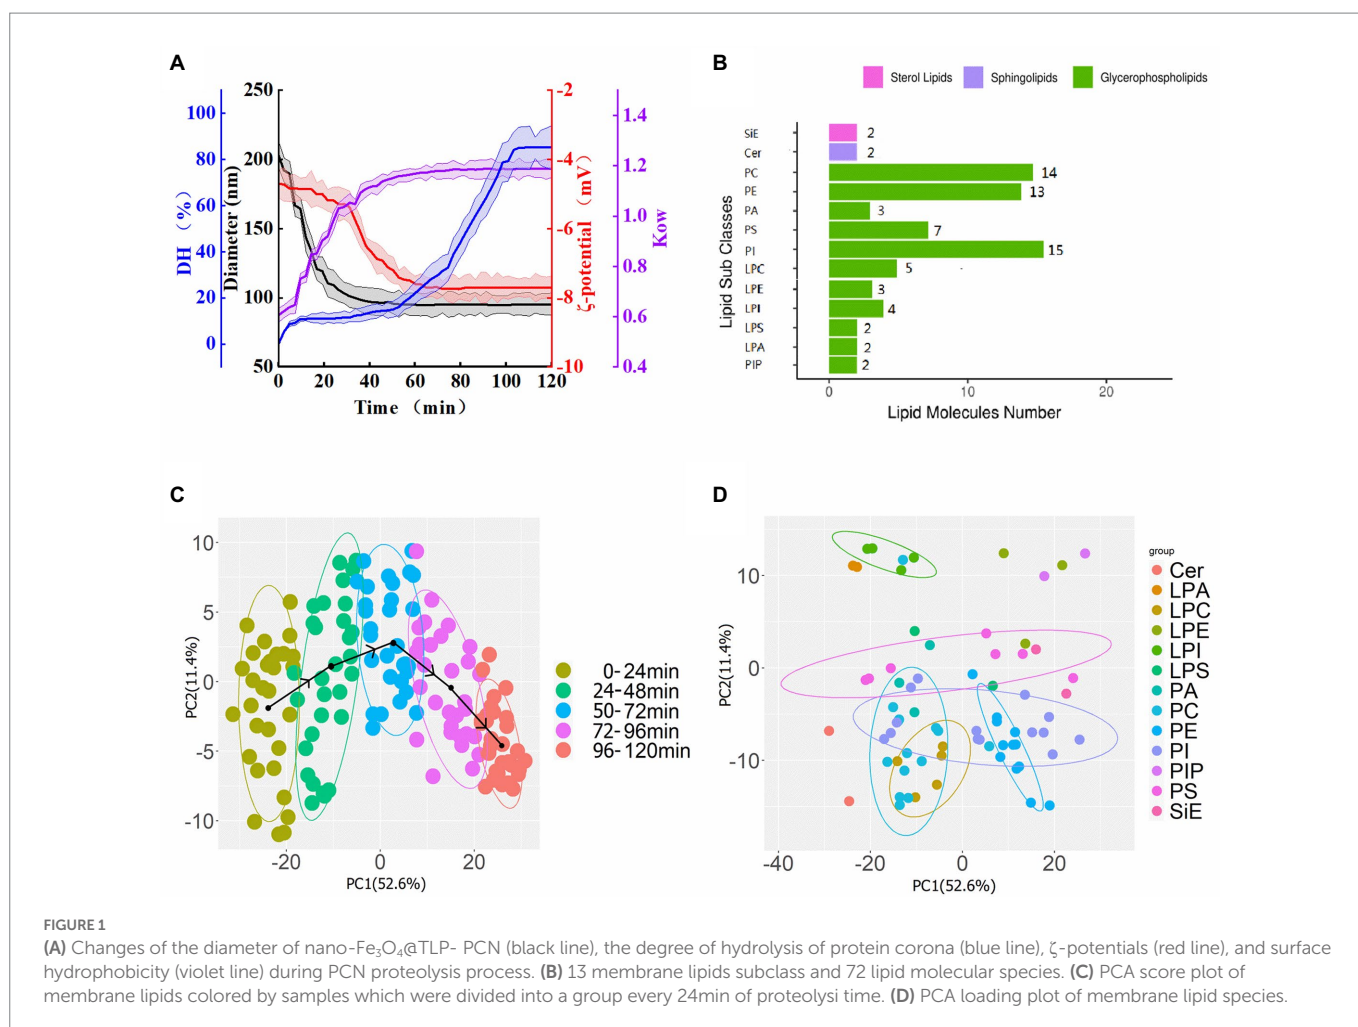 A
DH (%)
100
80
60
40
20
0
Diameter (nm)
250
200
150
100
50
-2
-4
-6
-8
-10
ζ-potential (mV)
1.4
1.2
1.0
0.8
0.6
0.4
Kow
0 20 40 60 80 100 120
Time (min)
B
Sterol Lipids Sphingolipids Glycerophospholipids
Lipid Sub Classes
SiE 2
Cer 2
PC 14
PE 13
PA 3
PS 7
PI 15
LPC 5
LPE 3
LPI 4
LPS 2
LPA 2
PIP 2
0 10 20
Lipid Molecules Number
C
PC2(11.4%)
10
5
0
-5
-10
-20 0 20
PC1(52.6%)
0-24min
24-48min
50-72min
72-96min
96-120min
D
PC2(11.4%)
10
0
-10
-40 -20 0 20
PC1(52.6%)
group
Cer
LPA
LPC
LPE
LPI
LPS
PA
PC
PE
PI
PIP
PS
SiE
FIGURE 1
(A) Changes of the diameter of nano-Fe₃O₄@TLP- PCN (black line), the degree of hydrolysis of protein corona (blue line), ζ-potentials (red line), and surface
hydrophobicity (violet line) during PCN proteolysis process. (B) 13 membrane lipids subclass and 72 lipid molecular species. (C) PCA score plot of
membrane lipids colored by samples which were divided into a group every 24min of proteolysi time. (D) PCA loading plot of membrane lipid species.